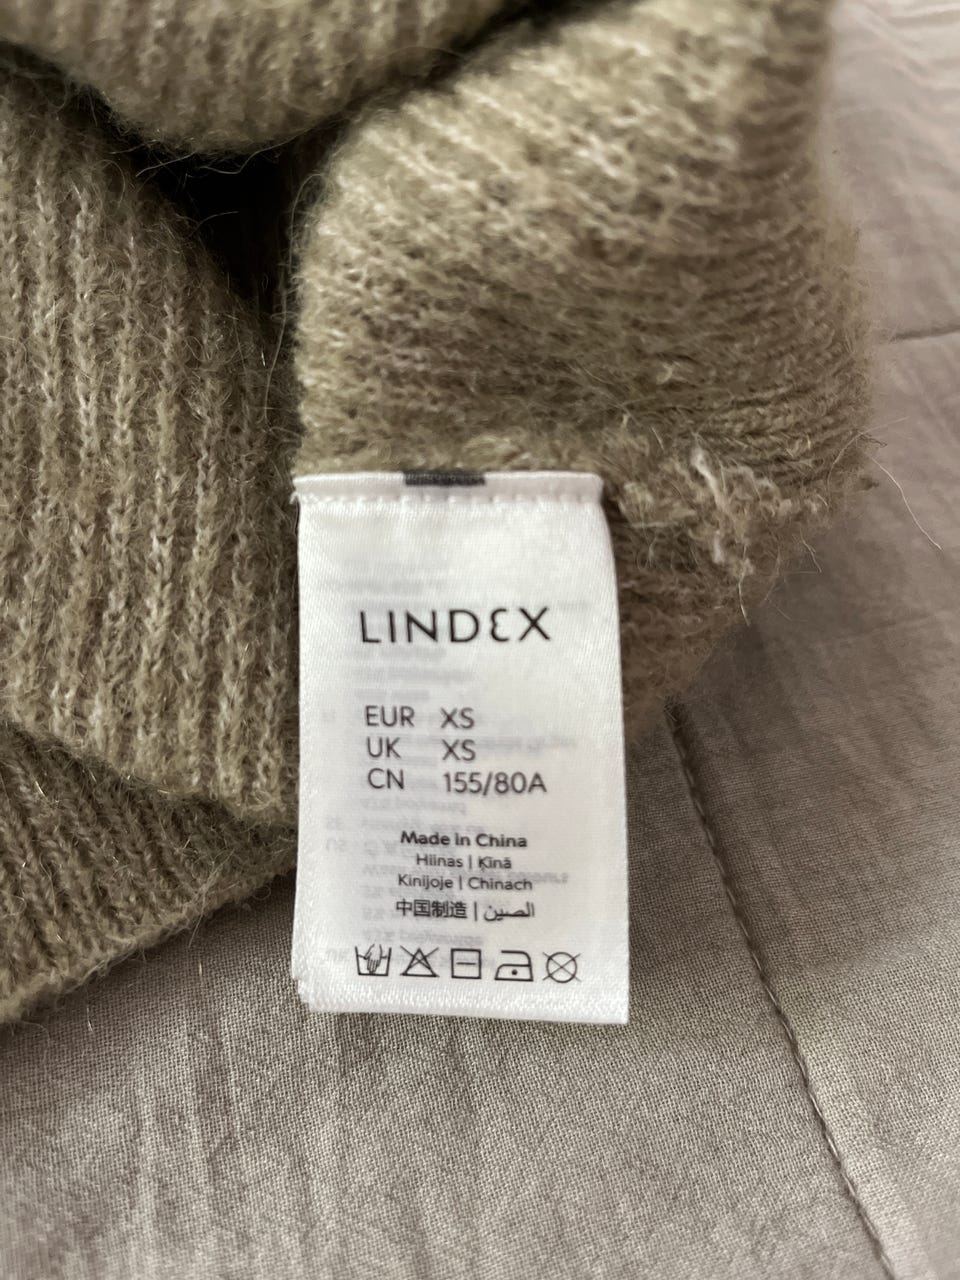 LINDEX
EUR XS
UK XS
CN 155/80A
Made in China
Hiinas | Ķīnā
Kinijoje | Chinach
中国制造 | الصين